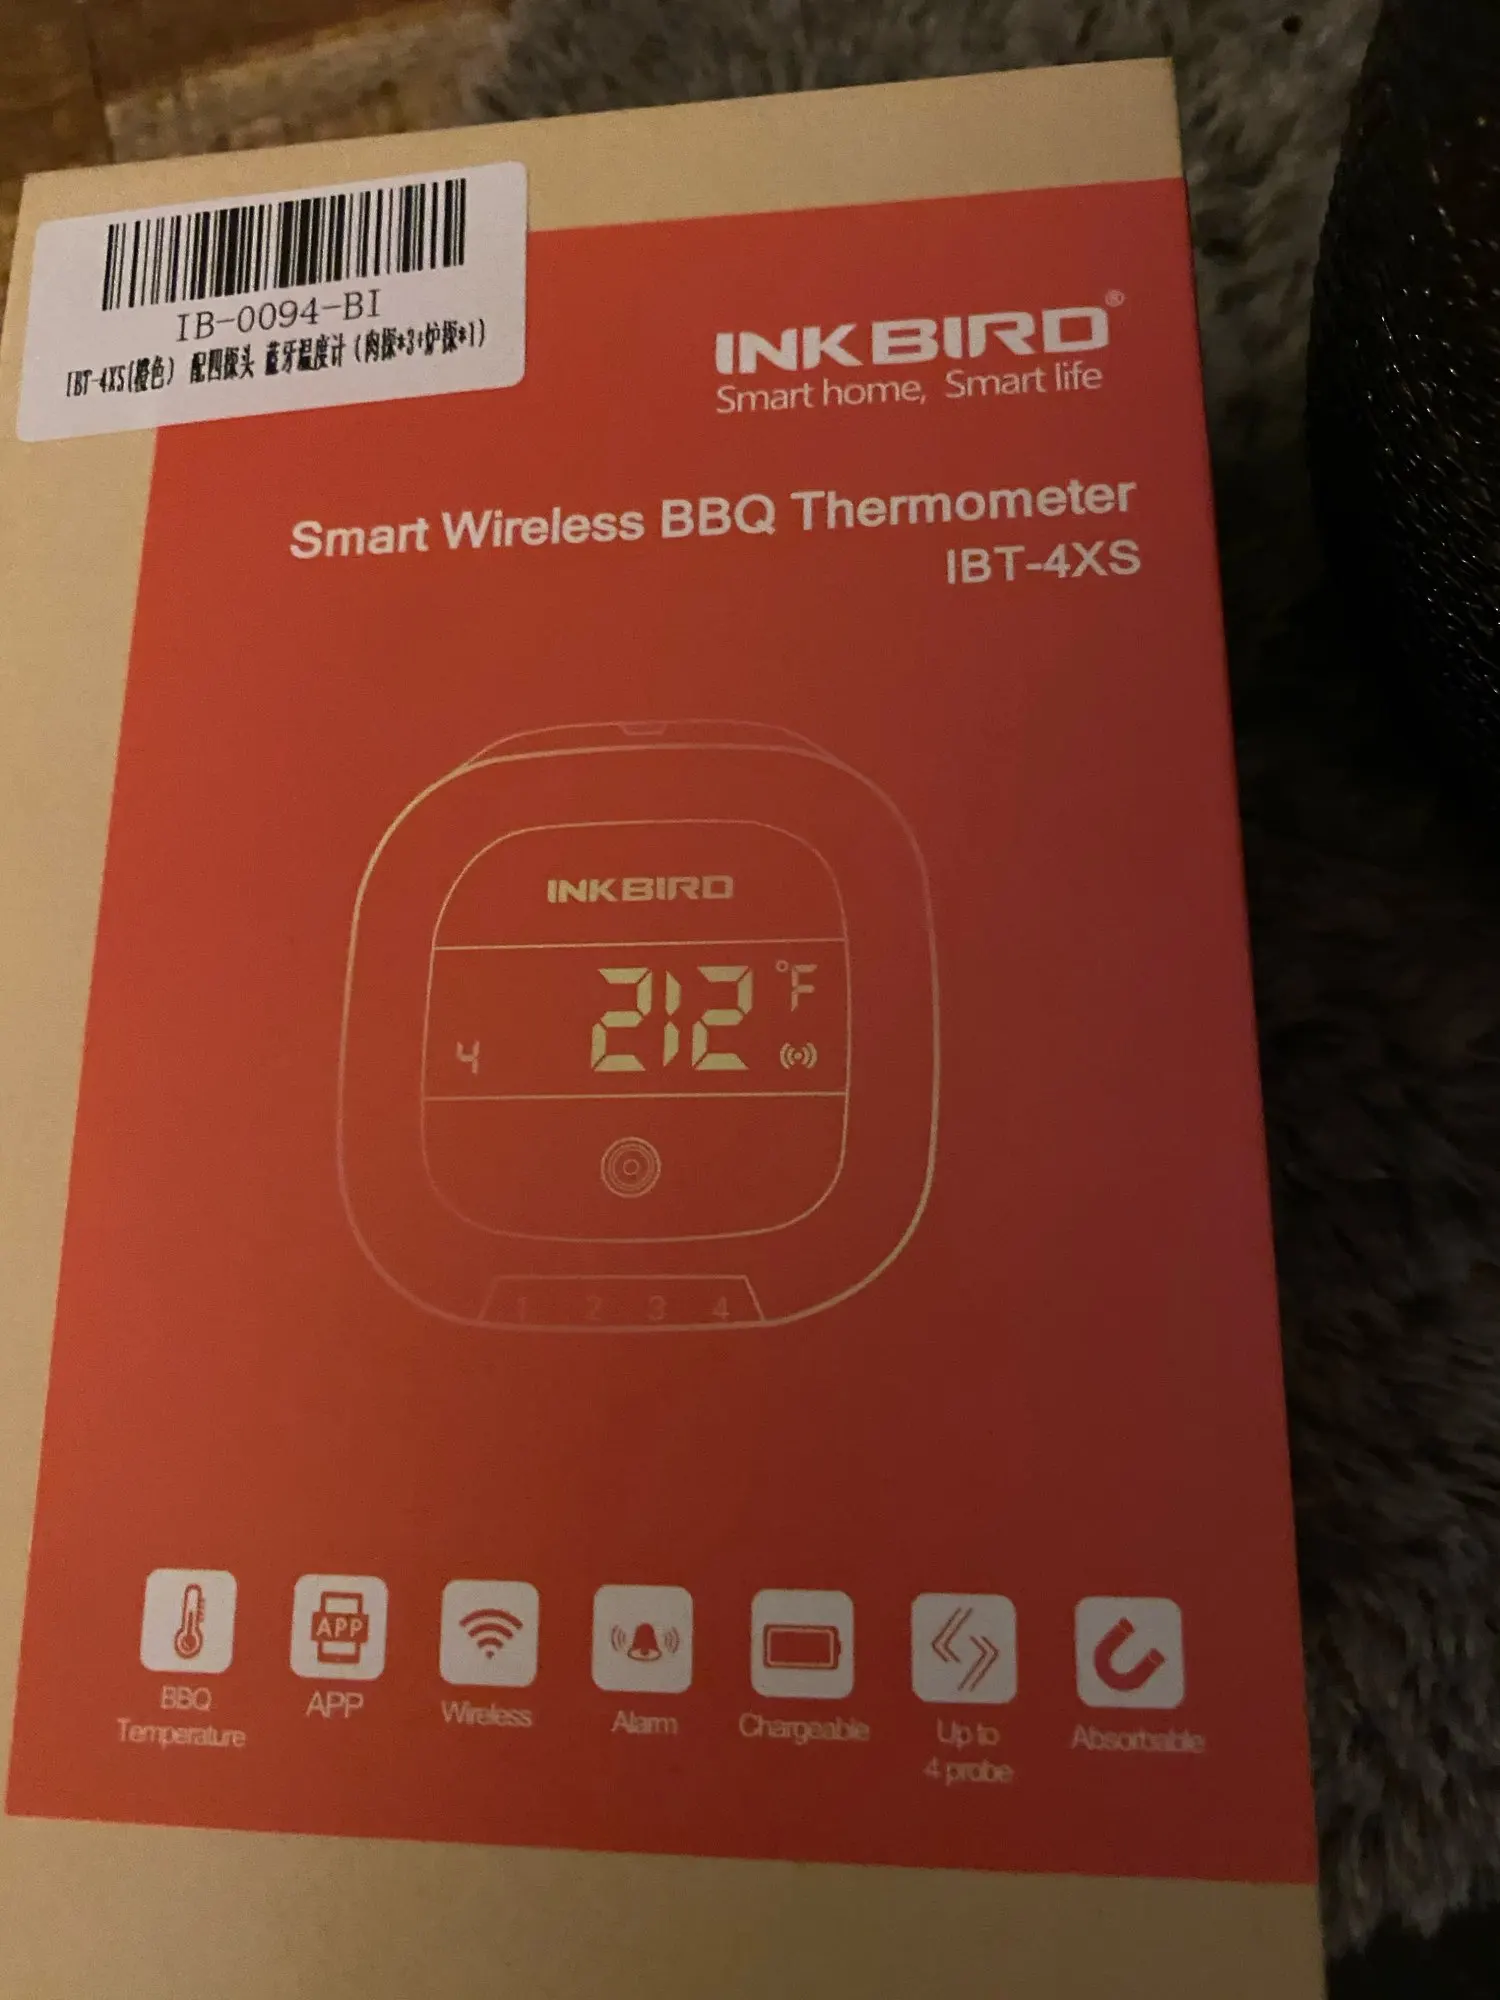 IB-0094-BI
IBT-4XS(橙色) 配四探头 蓝牙温度计 (肉探*3+炉探*1)
INKBIRD®
Smart home, Smart life
Smart Wireless BBQ Thermometer
IBT-4XS
INKBIRD
212 °F
4
1 2 3 4
APP
BBQ Temperature
APP
Wireless
Alarm
Chargeable
Up to
4 probe
Absorbable